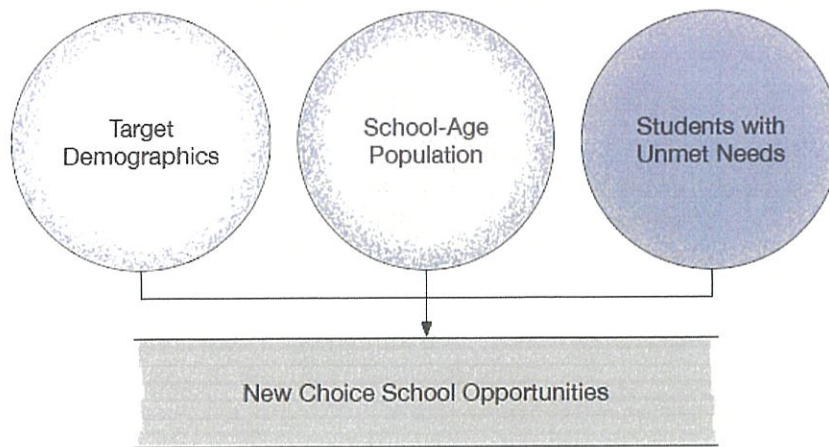 Target
Demographics
School-Age
Population
Students with
Unmet Needs
New Choice School Opportunities